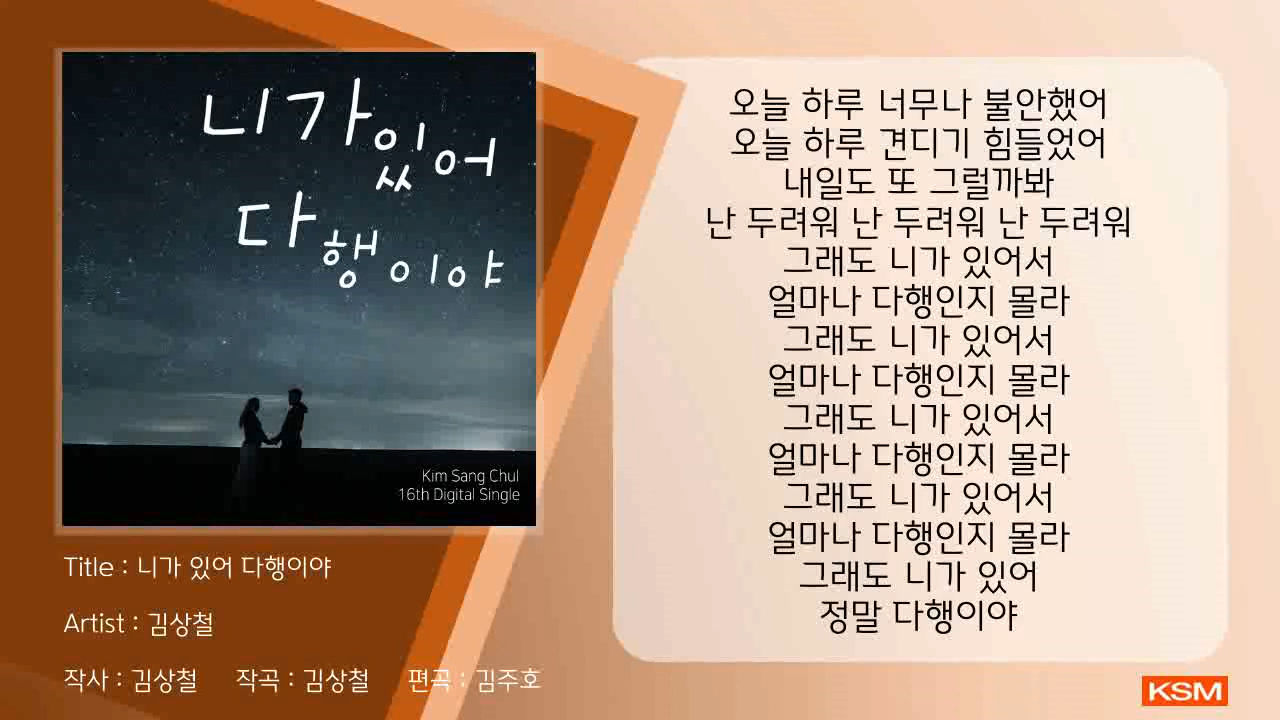 니가있어
다행이야
Kim Sang Chul
16th Digital Single
Title : 니가 있어 다행이야
Artist : 김상철
작사 : 김상철 작곡 : 김상철 편곡 : 김주호
오늘 하루 너무나 불안했어
오늘 하루 견디기 힘들었어
내일도 또 그럴까봐
난 두려워 난 두려워 난 두려워
그래도 니가 있어서
얼마나 다행인지 몰라
그래도 니가 있어서
얼마나 다행인지 몰라
그래도 니가 있어서
얼마나 다행인지 몰라
그래도 니가 있어서
얼마나 다행인지 몰라
그래도 니가 있어
정말 다행이야
KSM